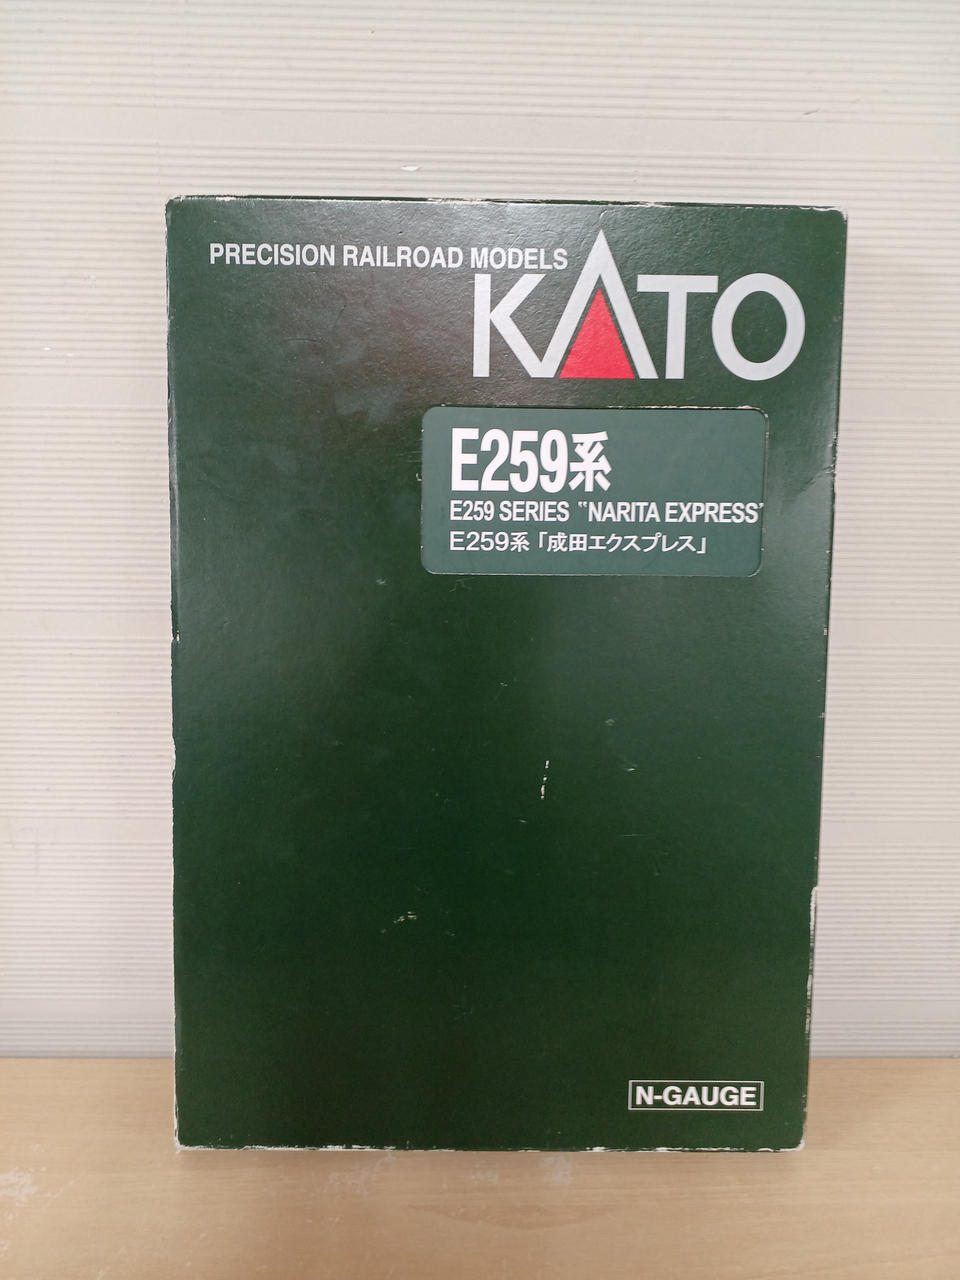 PRECISION RAILROAD MODELS
KATO
E259系
E259 SERIES "NARITA EXPRESS"
E259系「成田エクスプレス」
N-GAUGE